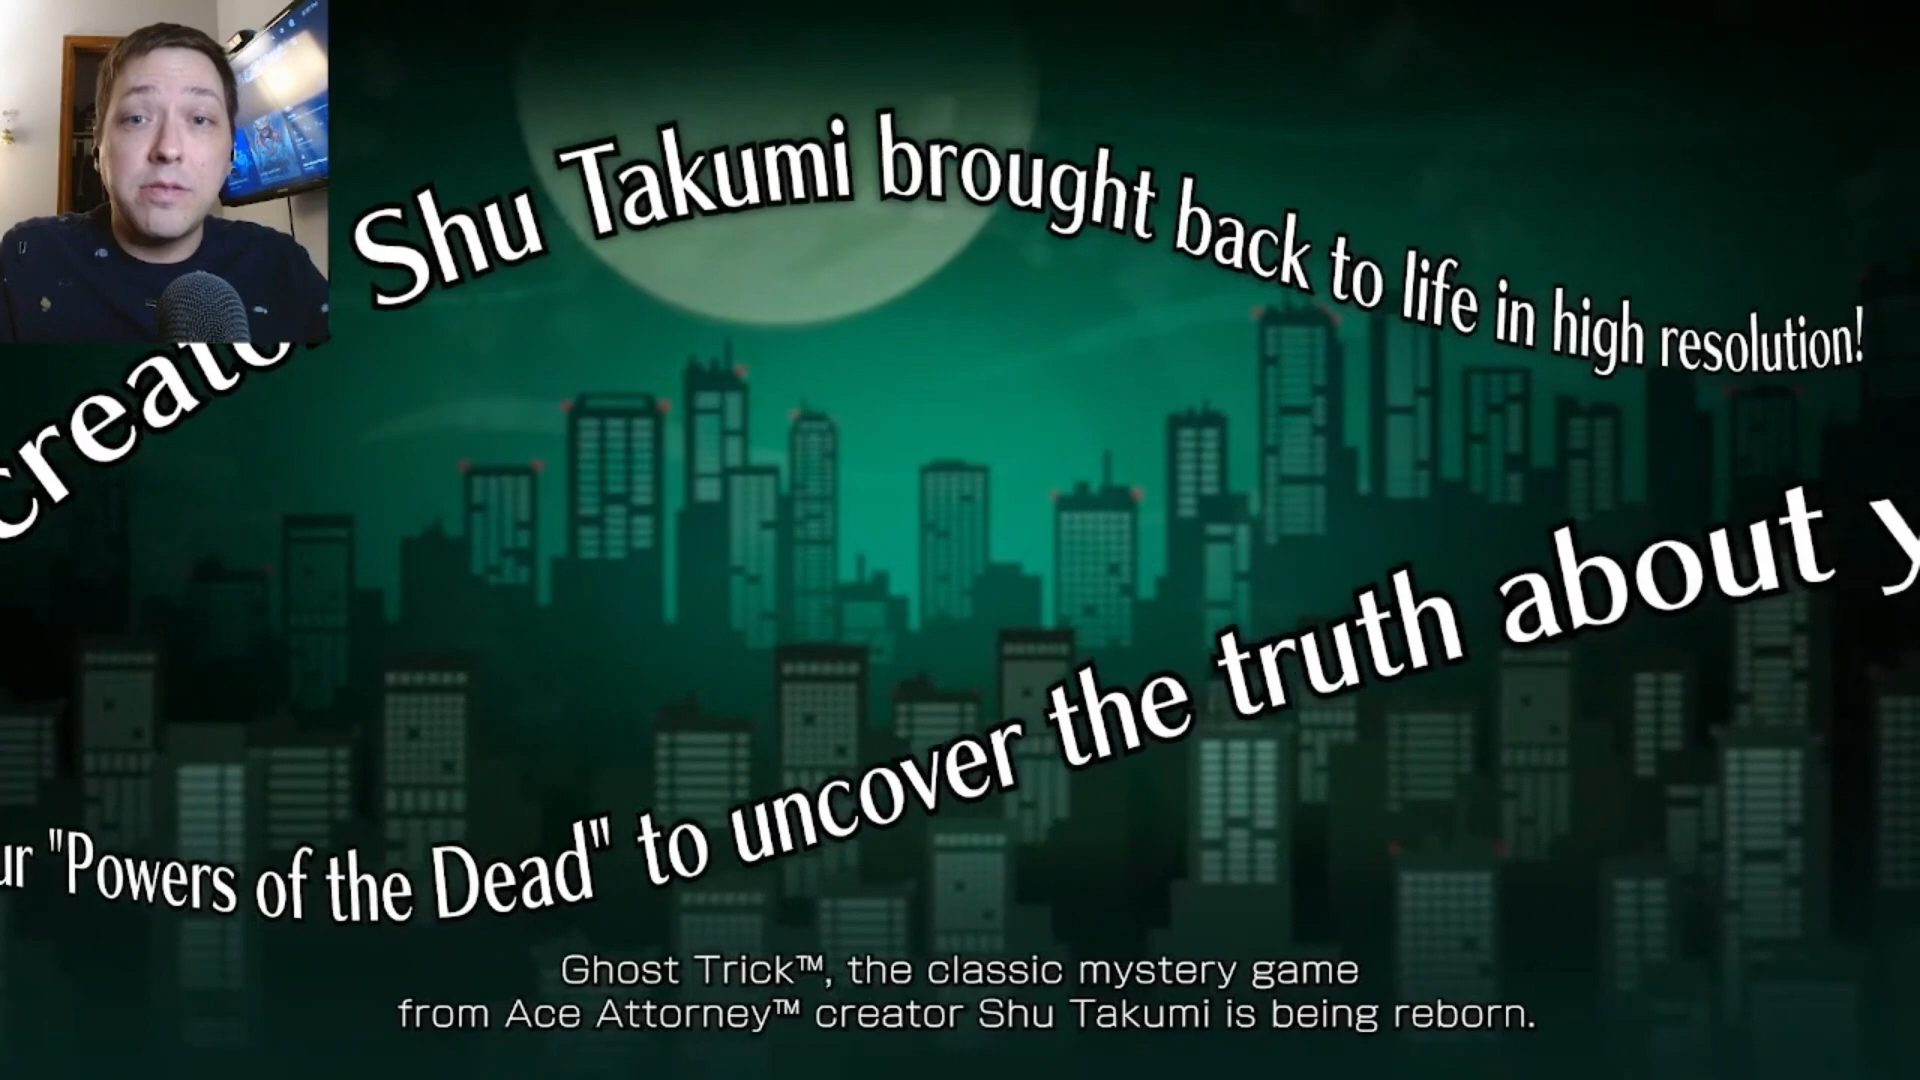 creato Shu Takumi brought back to life in high resolution!
ur "Powers of the Dead" to uncover the truth about y
Ghost Trick™, the classic mystery game
from Ace Attorney™ creator Shu Takumi is being reborn.